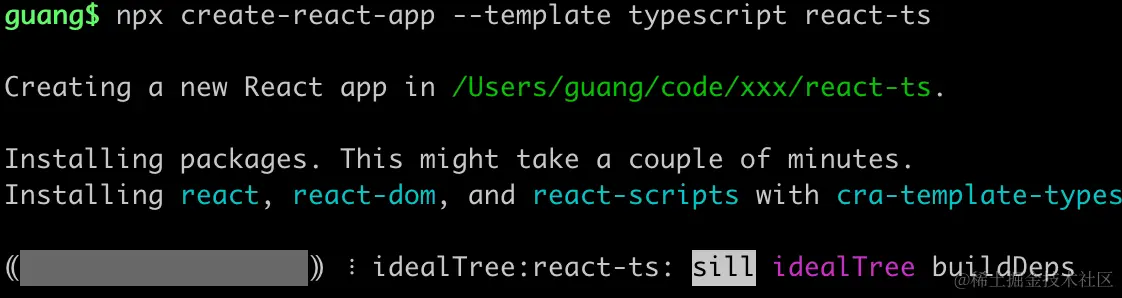 guang$ npx create-react-app --template typescript react-ts
Creating a new React app in /Users/guang/code/xxx/react-ts.
Installing packages. This might take a couple of minutes.
Installing react, react-dom, and react-scripts with cra-template-types
(( )) ⋮ idealTree:react-ts: sill idealTree buildDeps
@稀土掘金技术社区